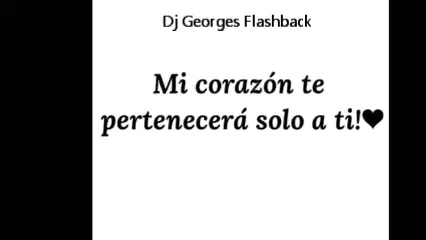 Dj Georges Flashback
Mi corazón te
pertenecerá solo a ti!❤